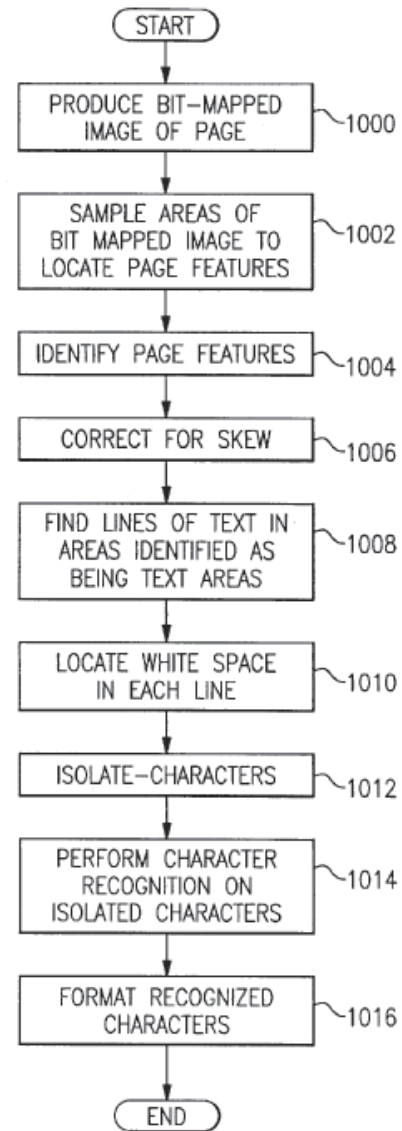 START
PRODUCE BIT-MAPPED
IMAGE OF PAGE
1000
SAMPLE AREAS OF
BIT MAPPED IMAGE TO
LOCATE PAGE FEATURES
1002
IDENTIFY PAGE FEATURES
1004
CORRECT FOR SKEW
1006
FIND LINES OF TEXT IN
AREAS IDENTIFIED AS
BEING TEXT AREAS
1008
LOCATE WHITE SPACE
IN EACH LINE
1010
ISOLATE-CHARACTERS
1012
PERFORM CHARACTER
RECOGNITION ON
ISOLATED CHARACTERS
1014
FORMAT RECOGNIZED
CHARACTERS
1016
END